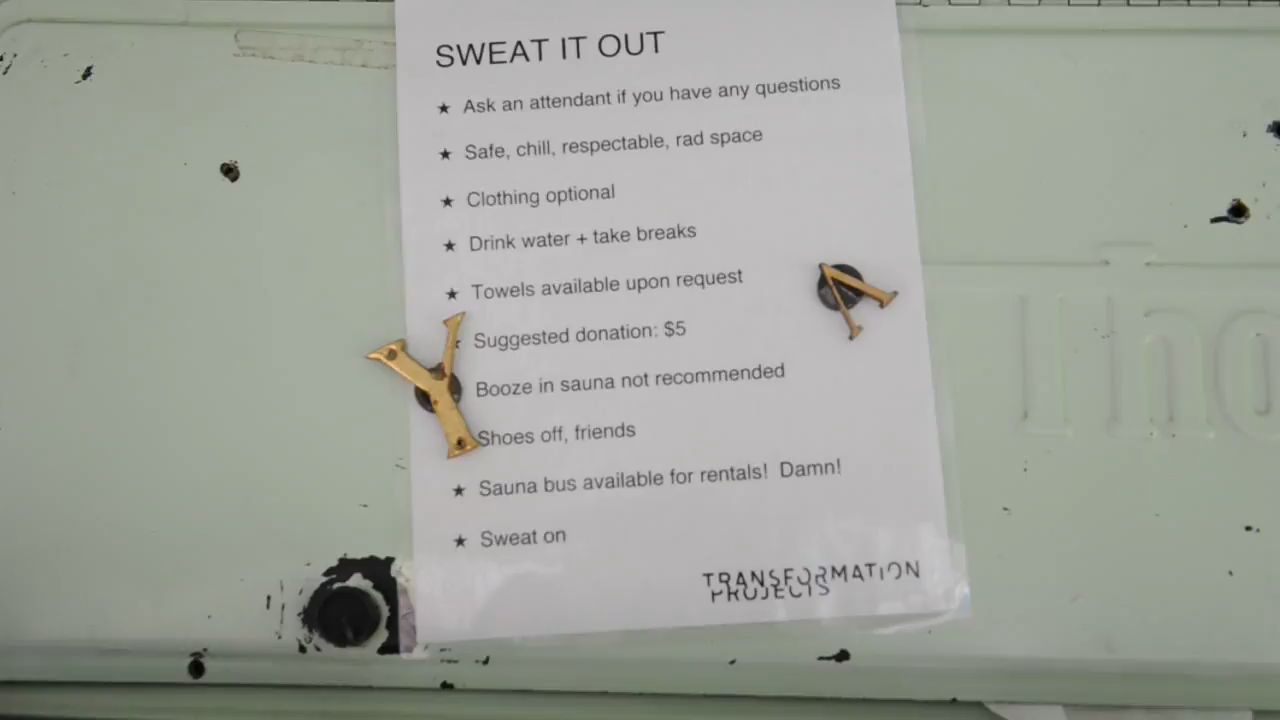 SWEAT IT OUT
★ Ask an attendant if you have any questions
★ Safe, chill, respectable, rad space
★ Clothing optional
★ Drink water + take breaks
★ Towels available upon request
★ Suggested donation: $5
Booze in sauna not recommended
Shoes off, friends
★ Sauna bus available for rentals! Damn!
★ Sweat on
TRANSFORMATION
PROJECTS
Y
A
Tho